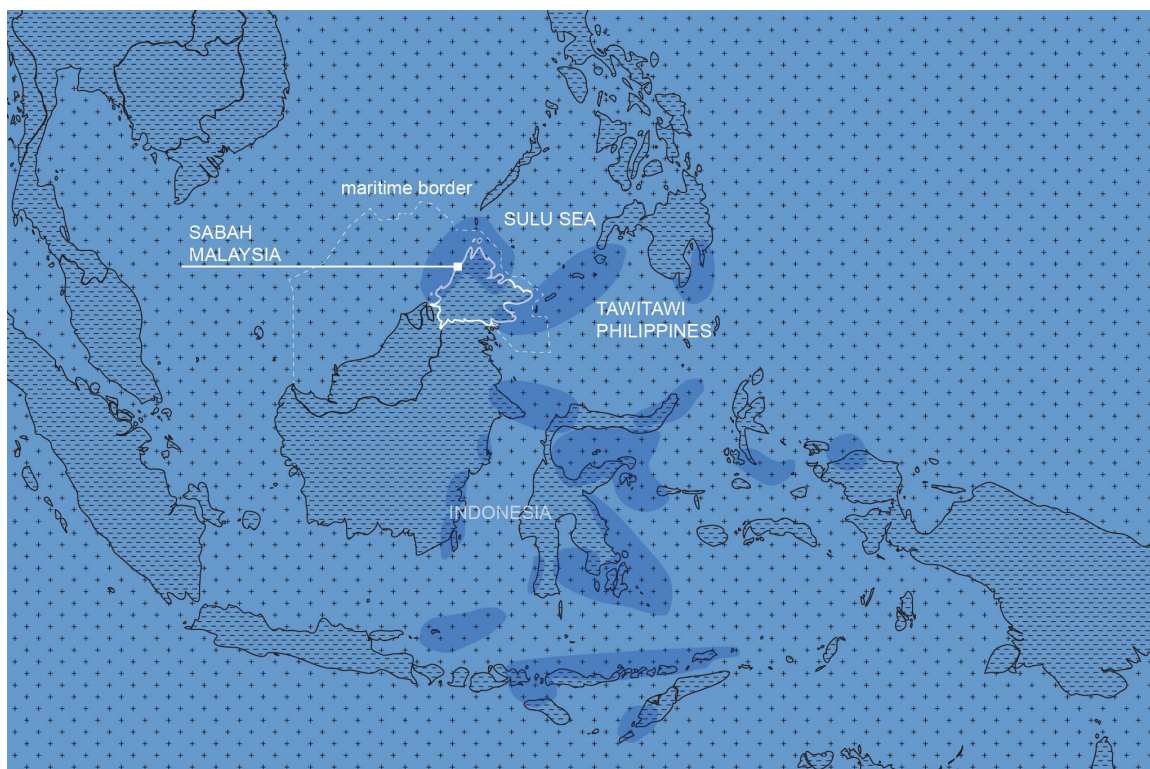 maritime border
SULU SEA
SABAH
MALAYSIA
TAWITAWI
PHILIPPINES
INDONESIA